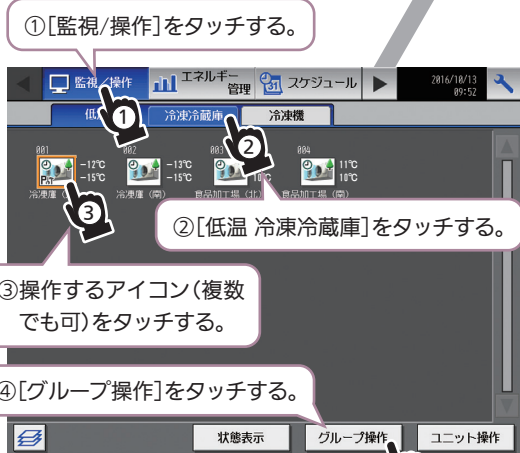 ①[監視/操作]をタッチする。
監視/操作
エネルギー
管理
スケジュール
2016/10/13
09:52
冷凍冷蔵庫
冷凍機
①
②
001
-12℃
-15℃
002
-13℃
-15℃
冷凍庫 (南)
003
10℃
食品加工場 (北)
004
11℃
10℃
食品加工場 (南)
③
②[低温 冷凍冷蔵庫]をタッチする。
③操作するアイコン(複数
でも可)をタッチする。
④[グループ操作]をタッチする。
状態表示
グループ操作
ユニット操作